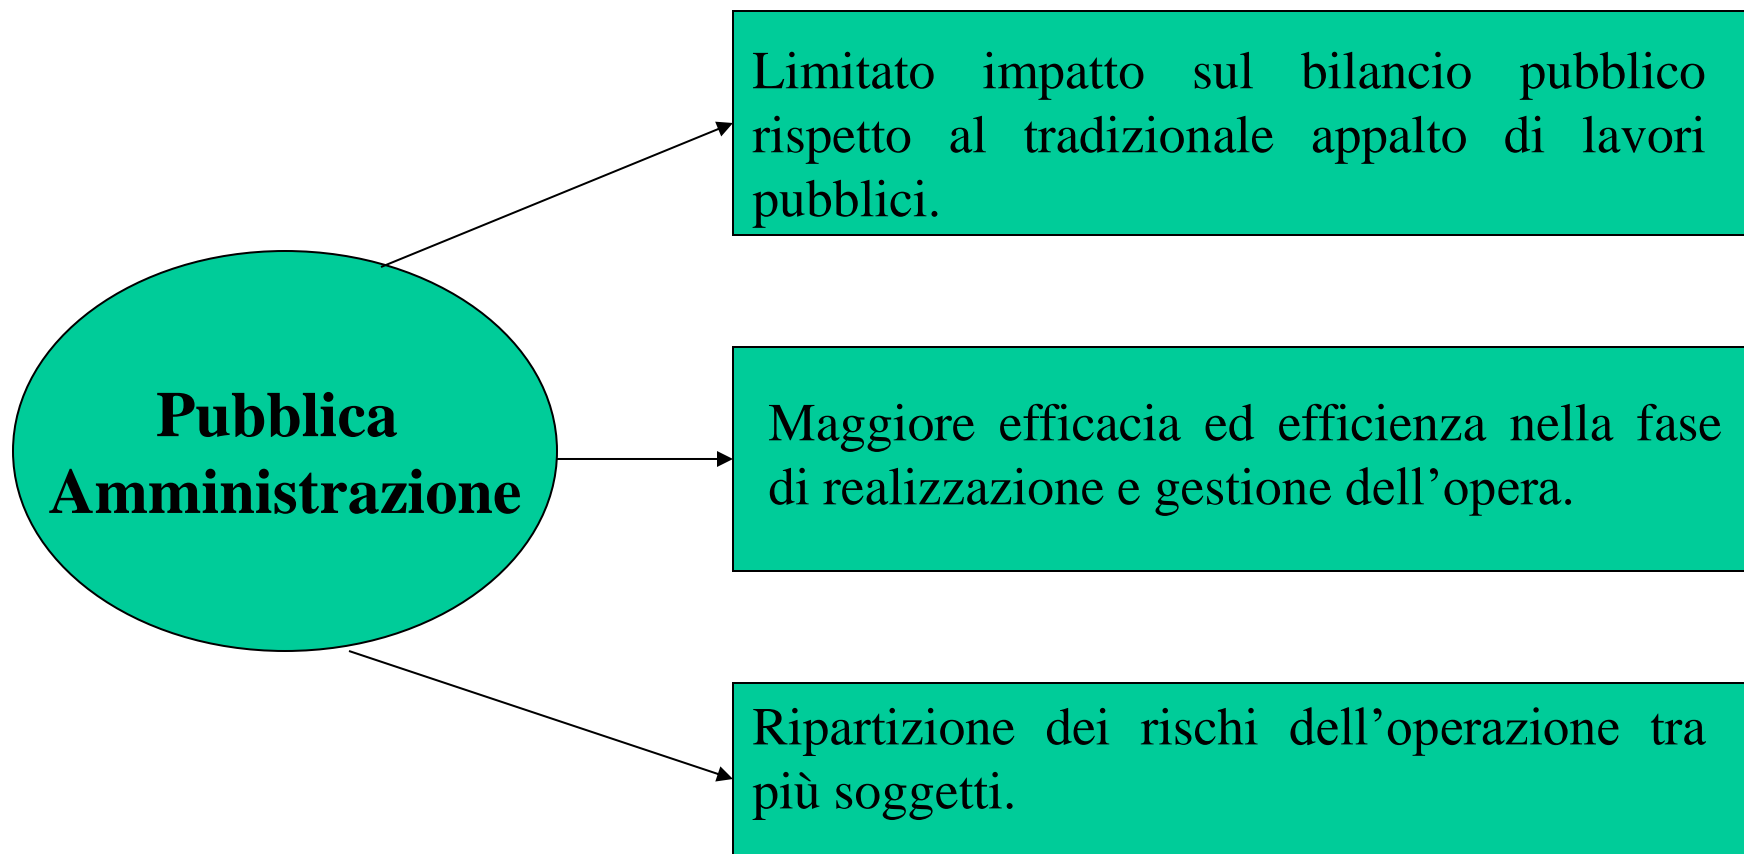 Limitato impatto sul bilancio pubblico
rispetto al tradizionale appalto di lavori
pubblici.
Pubblica
Amministrazione
Maggiore efficacia ed efficienza nella fase
di realizzazione e gestione dell’opera.
Ripartizione dei rischi dell’operazione tra
più soggetti.